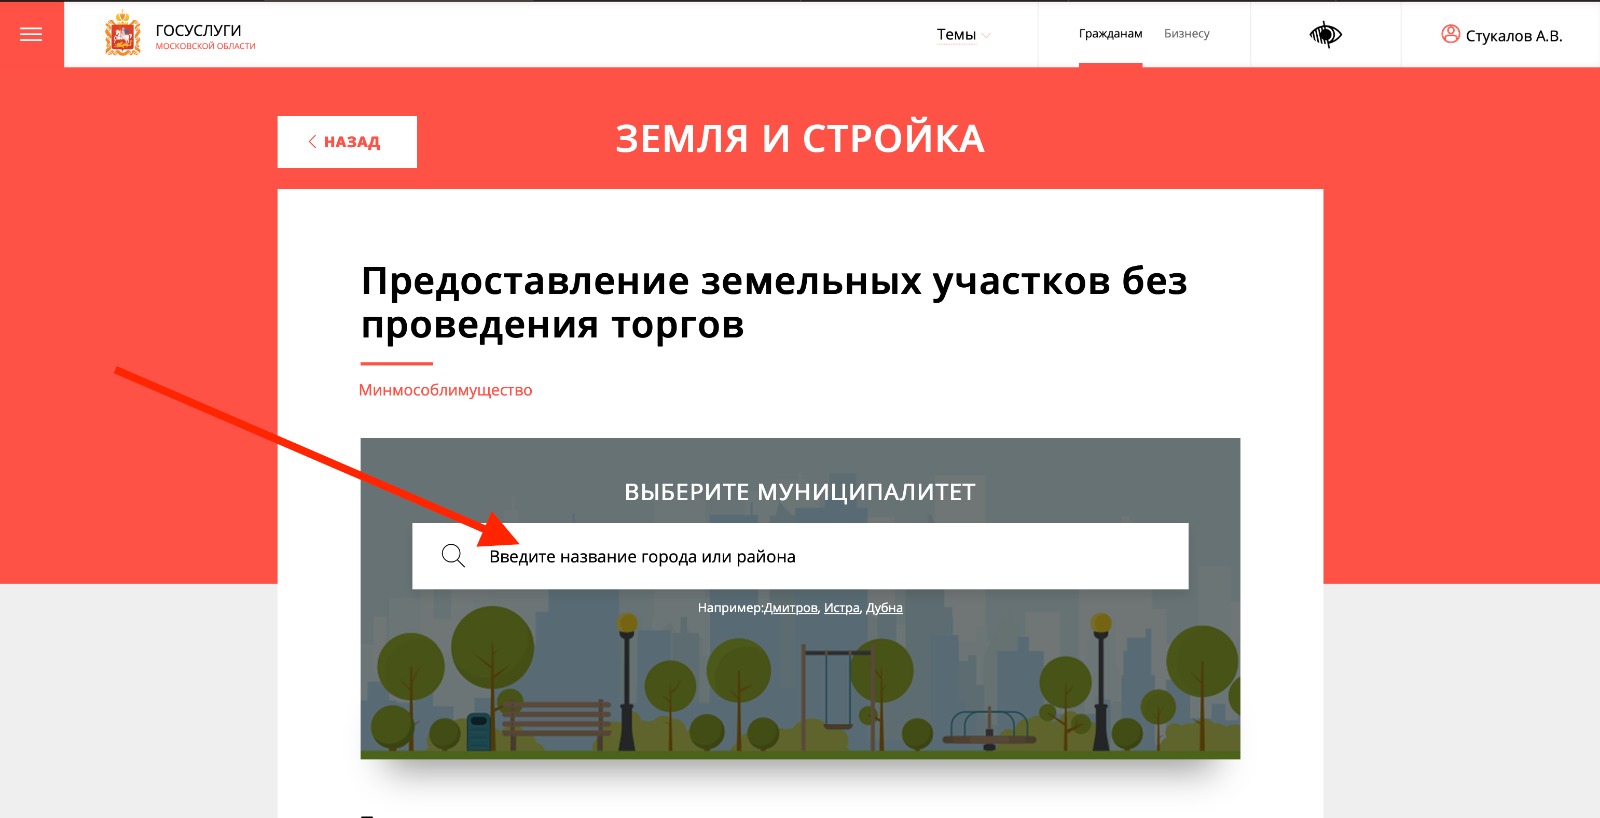 ГОСУСЛУГИ
МОСКОВСКОЙ ОБЛАСТИ
Темы
Гражданам
Бизнесу
Стукалов А.В.
НАЗАД
ЗЕМЛЯ И СТРОЙКА
Предоставление земельных участков без
проведения торгов
Минмособлимущество
ВЫБЕРИТЕ МУНИЦИПАЛИТЕТ
Введите название города или района
Например:Дмитров, Истра, Дубна